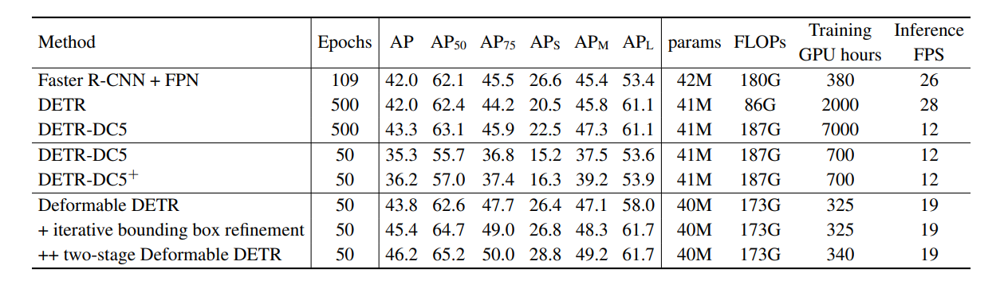 Method Epochs AP AP50 AP75 APS APM APL params FLOPs Training GPU hours Inference FPS
Faster R-CNN + FPN 109 42.0 62.1 45.5 26.6 45.4 53.4 42M 180G 380 26
DETR 500 42.0 62.4 44.2 20.5 45.8 61.1 41M 86G 2000 28
DETR-DC5 500 43.3 63.1 45.9 22.5 47.3 61.1 41M 187G 7000 12
DETR-DC5 50 35.3 55.7 36.8 15.2 37.5 53.6 41M 187G 700 12
DETR-DC5+ 50 36.2 57.0 37.4 16.3 39.2 53.9 41M 187G 700 12
Deformable DETR 50 43.8 62.6 47.7 26.4 47.1 58.0 40M 173G 325 19
+ iterative bounding box refinement 50 45.4 64.7 49.0 26.8 48.3 61.7 40M 173G 325 19
++ two-stage Deformable DETR 50 46.2 65.2 50.0 28.8 49.2 61.7 40M 173G 340 19